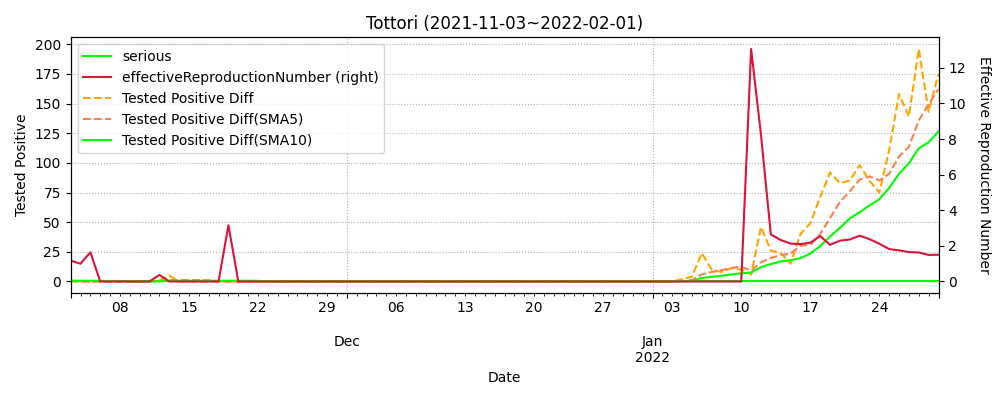 Tottori (2021-11-03~2022-02-01)
serious
effectiveReproductionNumber (right)
Tested Positive Diff
Tested Positive Diff(SMA5)
Tested Positive Diff(SMA10)
Tested Positive
200
175
150
125
100
75
50
25
0
Effective Reproduction Number
12
10
8
6
4
2
0
08 15 22 29 06 13 20 27 03 10 17 24
Dec Jan
2022
Date